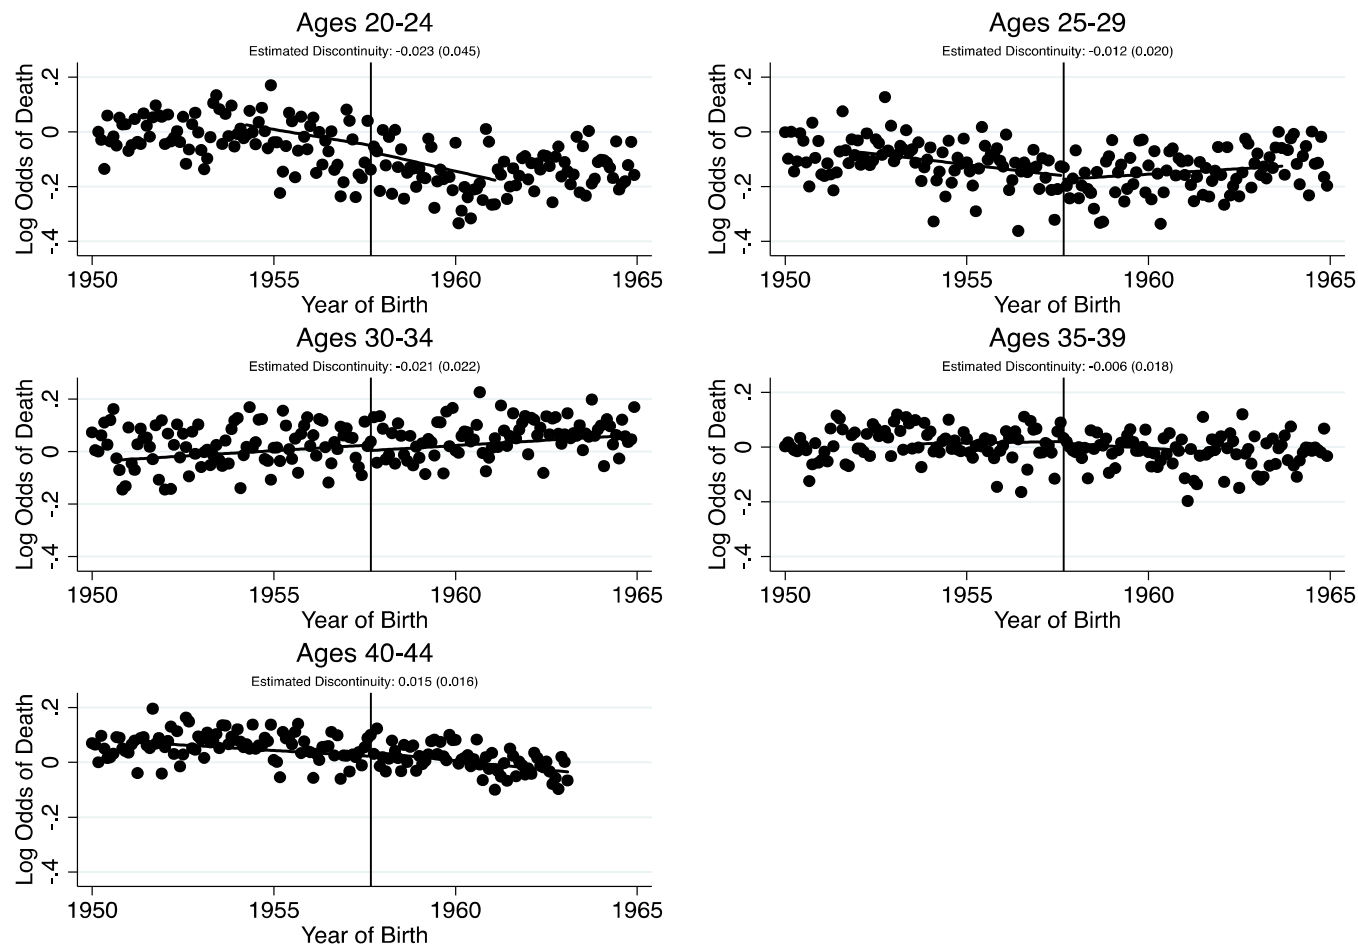 Ages 20-24
Estimated Discontinuity: -0.023 (0.045)
Log Odds of Death
.2
0
-.2
-.4
1950 1955 1960 1965
Year of Birth
Ages 25-29
Estimated Discontinuity: -0.012 (0.020)
Log Odds of Death
.2
0
-.2
-.4
1950 1955 1960 1965
Year of Birth
Ages 30-34
Estimated Discontinuity: -0.021 (0.022)
Log Odds of Death
.2
0
-.2
-.4
1950 1955 1960 1965
Year of Birth
Ages 35-39
Estimated Discontinuity: -0.006 (0.018)
Log Odds of Death
.2
0
-.2
-.4
1950 1955 1960 1965
Year of Birth
Ages 40-44
Estimated Discontinuity: 0.015 (0.016)
Log Odds of Death
.2
0
-.2
-.4
1950 1955 1960 1965
Year of Birth